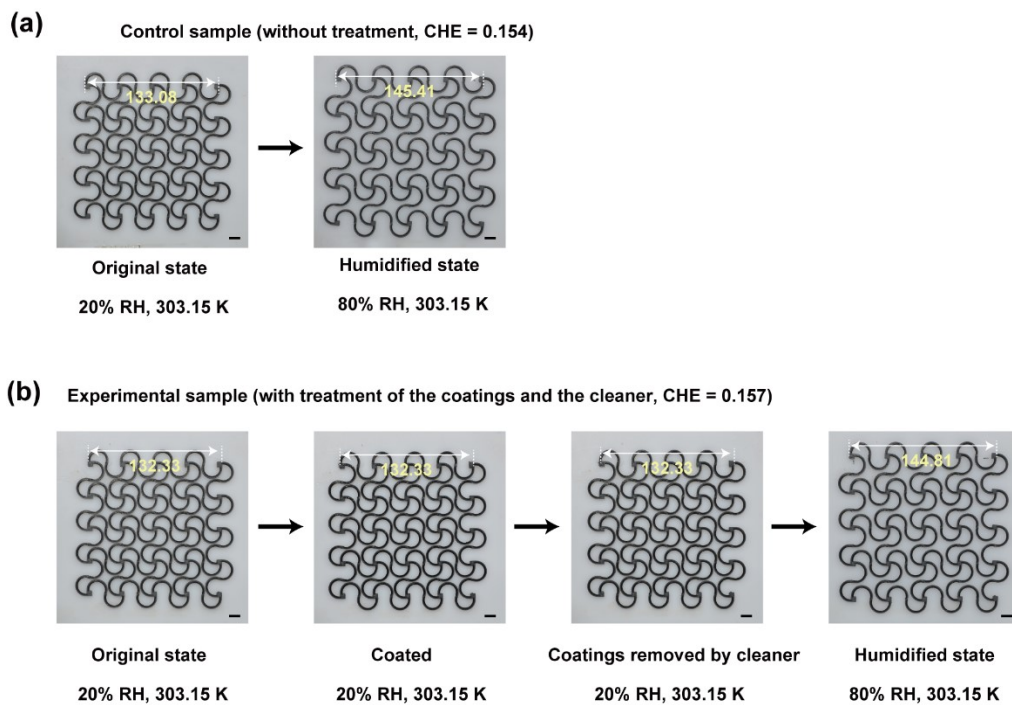 (a)
Control sample (without treatment, CHE = 0.154)
133.08
145.41
Original state
Humidified state
20% RH, 303.15 K
80% RH, 303.15 K
(b)
Experimental sample (with treatment of the coatings and the cleaner, CHE = 0.157)
132.33
132.33
132.33
144.81
Original state
Coated
Coatings removed by cleaner
Humidified state
20% RH, 303.15 K
20% RH, 303.15 K
20% RH, 303.15 K
80% RH, 303.15 K